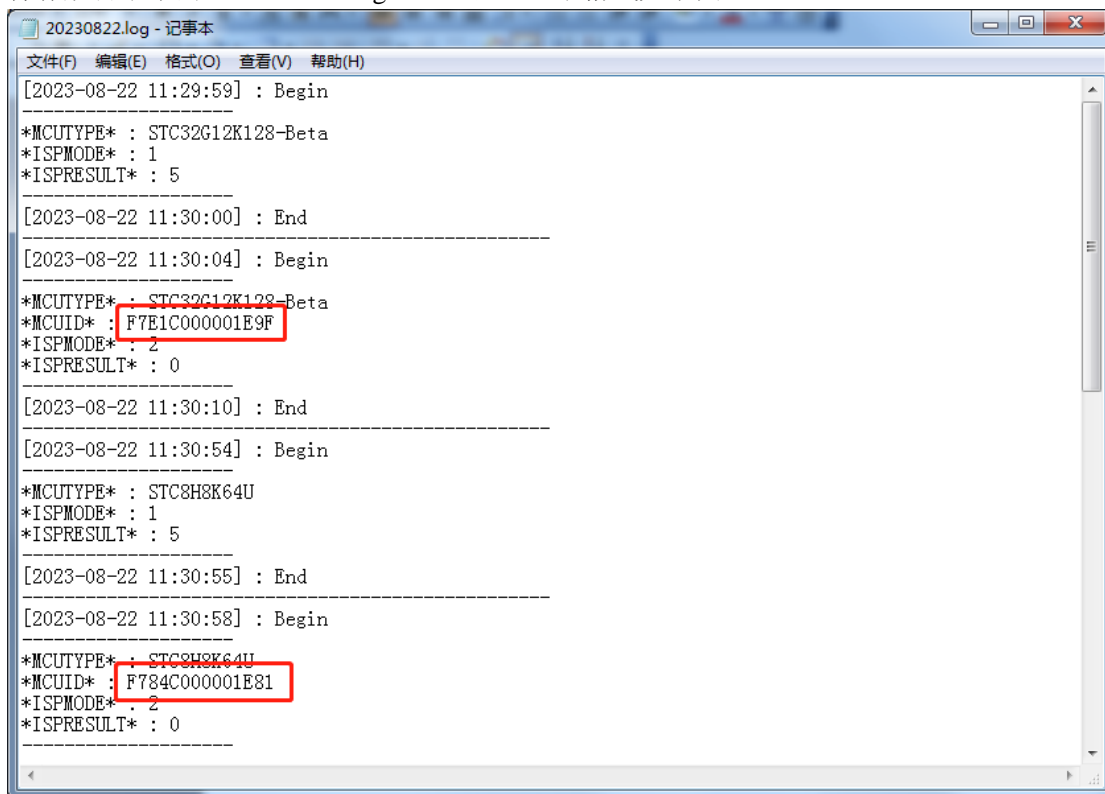 20230822.log - 记事本
文件(F) 编辑(E) 格式(O) 查看(V) 帮助(H)
[2023-08-22 11:29:59] : Begin
--------------------
*MCUTYPE* : STC32G12K128-Beta
*ISPMODE* : 1
*ISPRESULT* : 5
--------------------
[2023-08-22 11:30:00] : End
--------------------------------------------------
[2023-08-22 11:30:04] : Begin
--------------------
*MCUTYPE* : STC32G12K128-Beta
*MCUID* : F7E1C000001E9F
*ISPMODE* : 2
*ISPRESULT* : 0
--------------------
[2023-08-22 11:30:10] : End
--------------------------------------------------
[2023-08-22 11:30:54] : Begin
--------------------
*MCUTYPE* : STC8H8K64U
*ISPMODE* : 1
*ISPRESULT* : 5
--------------------
[2023-08-22 11:30:55] : End
--------------------------------------------------
[2023-08-22 11:30:58] : Begin
--------------------
*MCUTYPE* : STC8H8K64U
*MCUID* : F784C000001E81
*ISPMODE* : 2
*ISPRESULT* : 0
--------------------